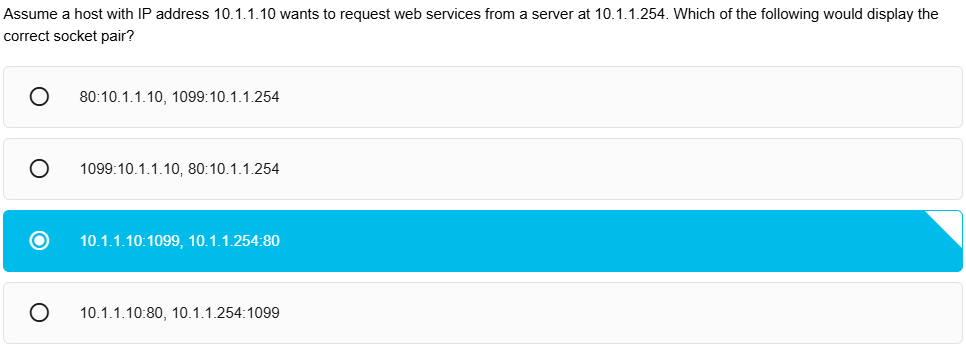 Assume a host with IP address 10.1.1.10 wants to request web services from a server at 10.1.1.254. Which of the following would display the
correct socket pair?
80:10.1.1.10, 1099:10.1.1.254
1099:10.1.1.10, 80:10.1.1.254
10.1.1.10:1099, 10.1.1.254:80
10.1.1.10:80, 10.1.1.254:1099